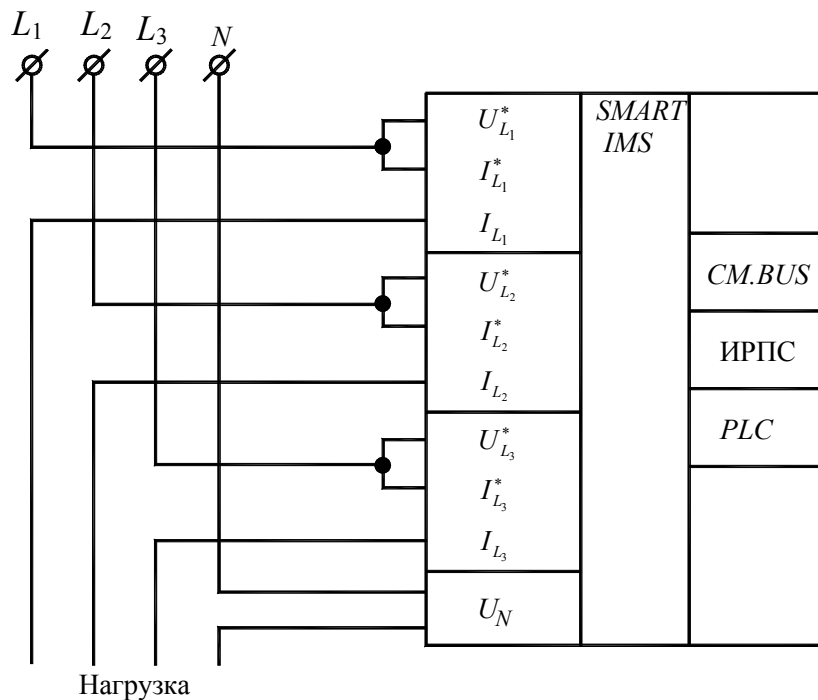 L₁ L₂ L₃ N
U*L₁
I*L₁
IL₁
U*L₂
I*L₂
IL₂
U*L₃
I*L₃
IL₃
UN
SMART
IMS
CM.BUS
ИРПС
PLC
Нагрузка